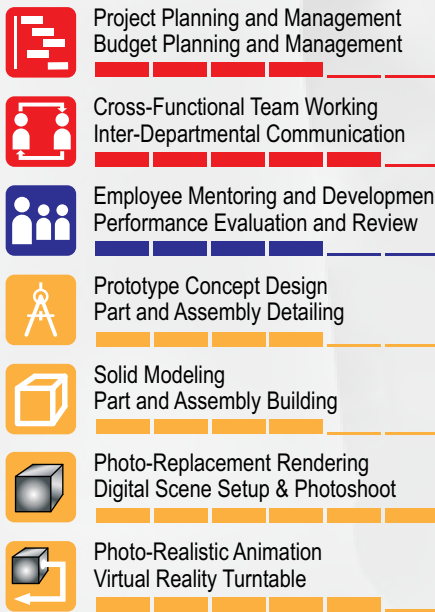 Project Planning and Management
Budget Planning and Management
Cross-Functional Team Working
Inter-Departmental Communication
Employee Mentoring and Developmen
Performance Evaluation and Review
Prototype Concept Design
Part and Assembly Detailing
Solid Modeling
Part and Assembly Building
Photo-Replacement Rendering
Digital Scene Setup & Photoshoot
Photo-Realistic Animation
Virtual Reality Turntable